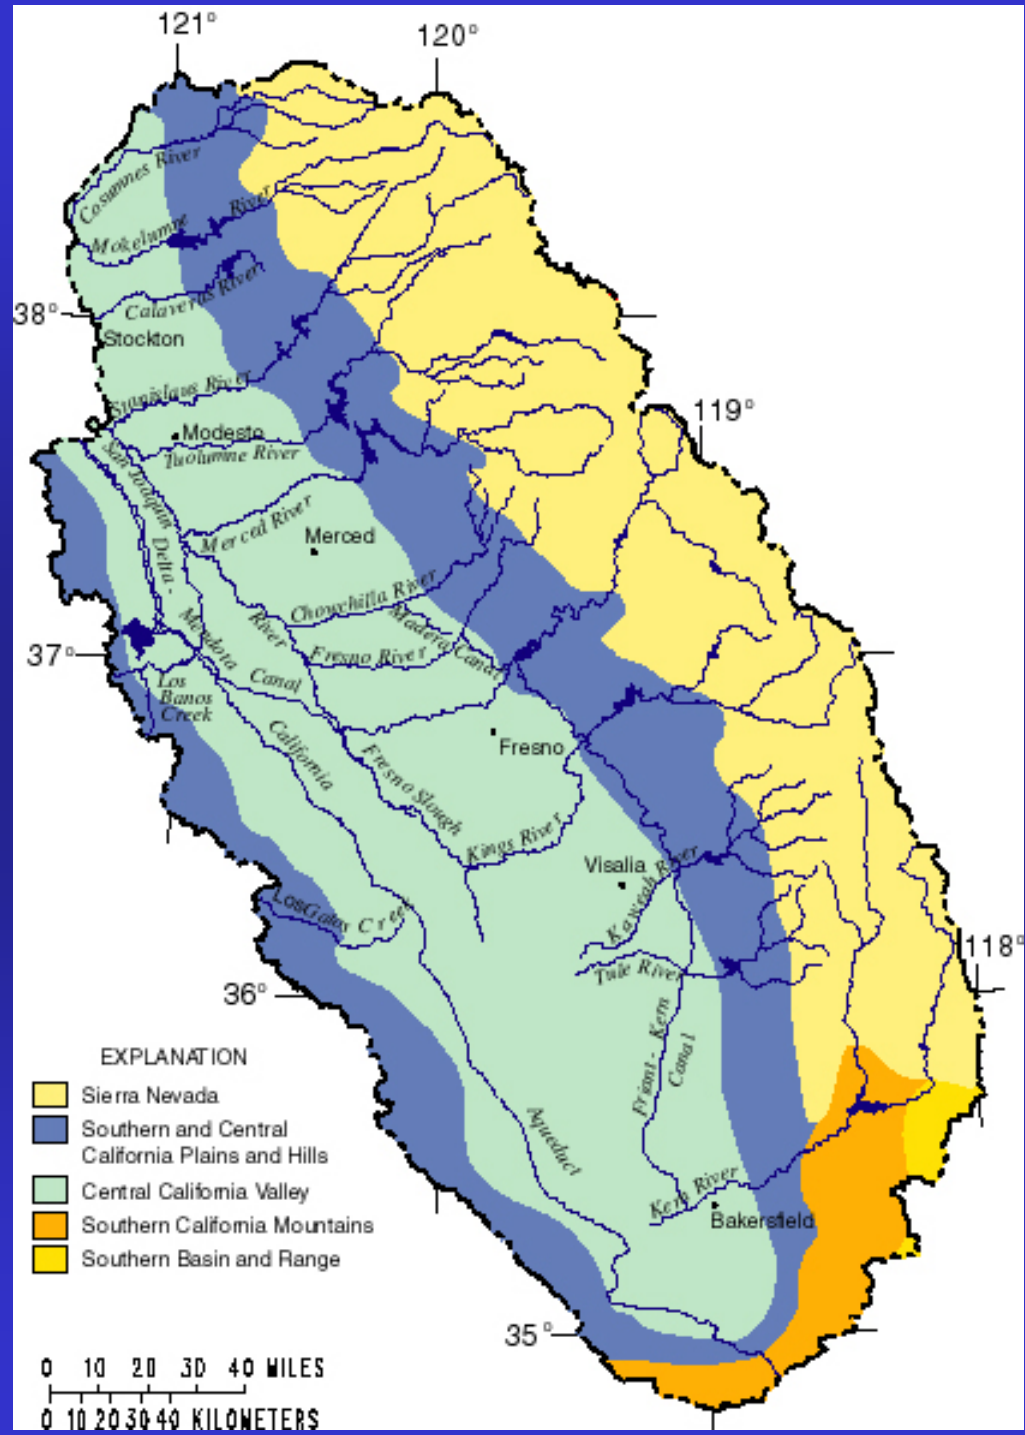 121°
120°
Cosumnes River
Mokelumne River
Calaveras River
38°
Stockton
Stanislaus River
119°
Modesto
Tuolumne River
San Joaquin River
Delta - Mendota Canal
Merced River
Merced
Chowchilla River
Madera Canal
Fresno River
37°
Los
Banos
Creek
California Aqueduct
Fresno
Fresno Slough
Kings River
Visalia
Kaweah River
Los Gatos Creek
118°
Tule River
36°
Friant - Kern
Canal
Kern River
Bakersfield
35°
EXPLANATION
Sierra Nevada
Southern and Central
California Plains and Hills
Central California Valley
Southern California Mountains
Southern Basin and Range
0 10 20 30 40 MILES
0 10 20 30 40 KILOMETERS